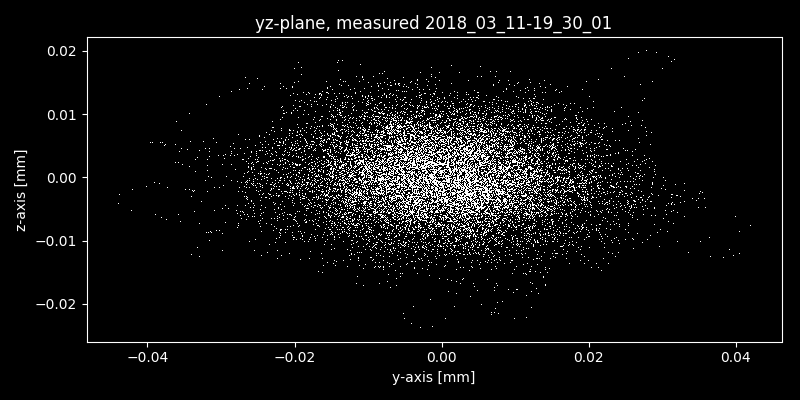 yz-plane, measured 2018_03_11-19_30_01
0.02
0.01
0.00
−0.01
−0.02
z-axis [mm]
−0.04 −0.02 0.00 0.02 0.04
y-axis [mm]